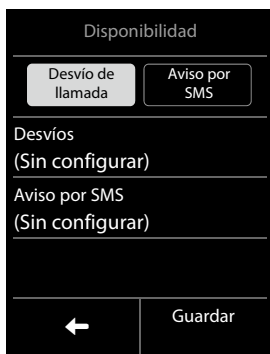 Disponibilidad
Desvío de
llamada
Aviso por
SMS
Desvíos
(Sin configurar)
Aviso por SMS
(Sin configurar)
Guardar